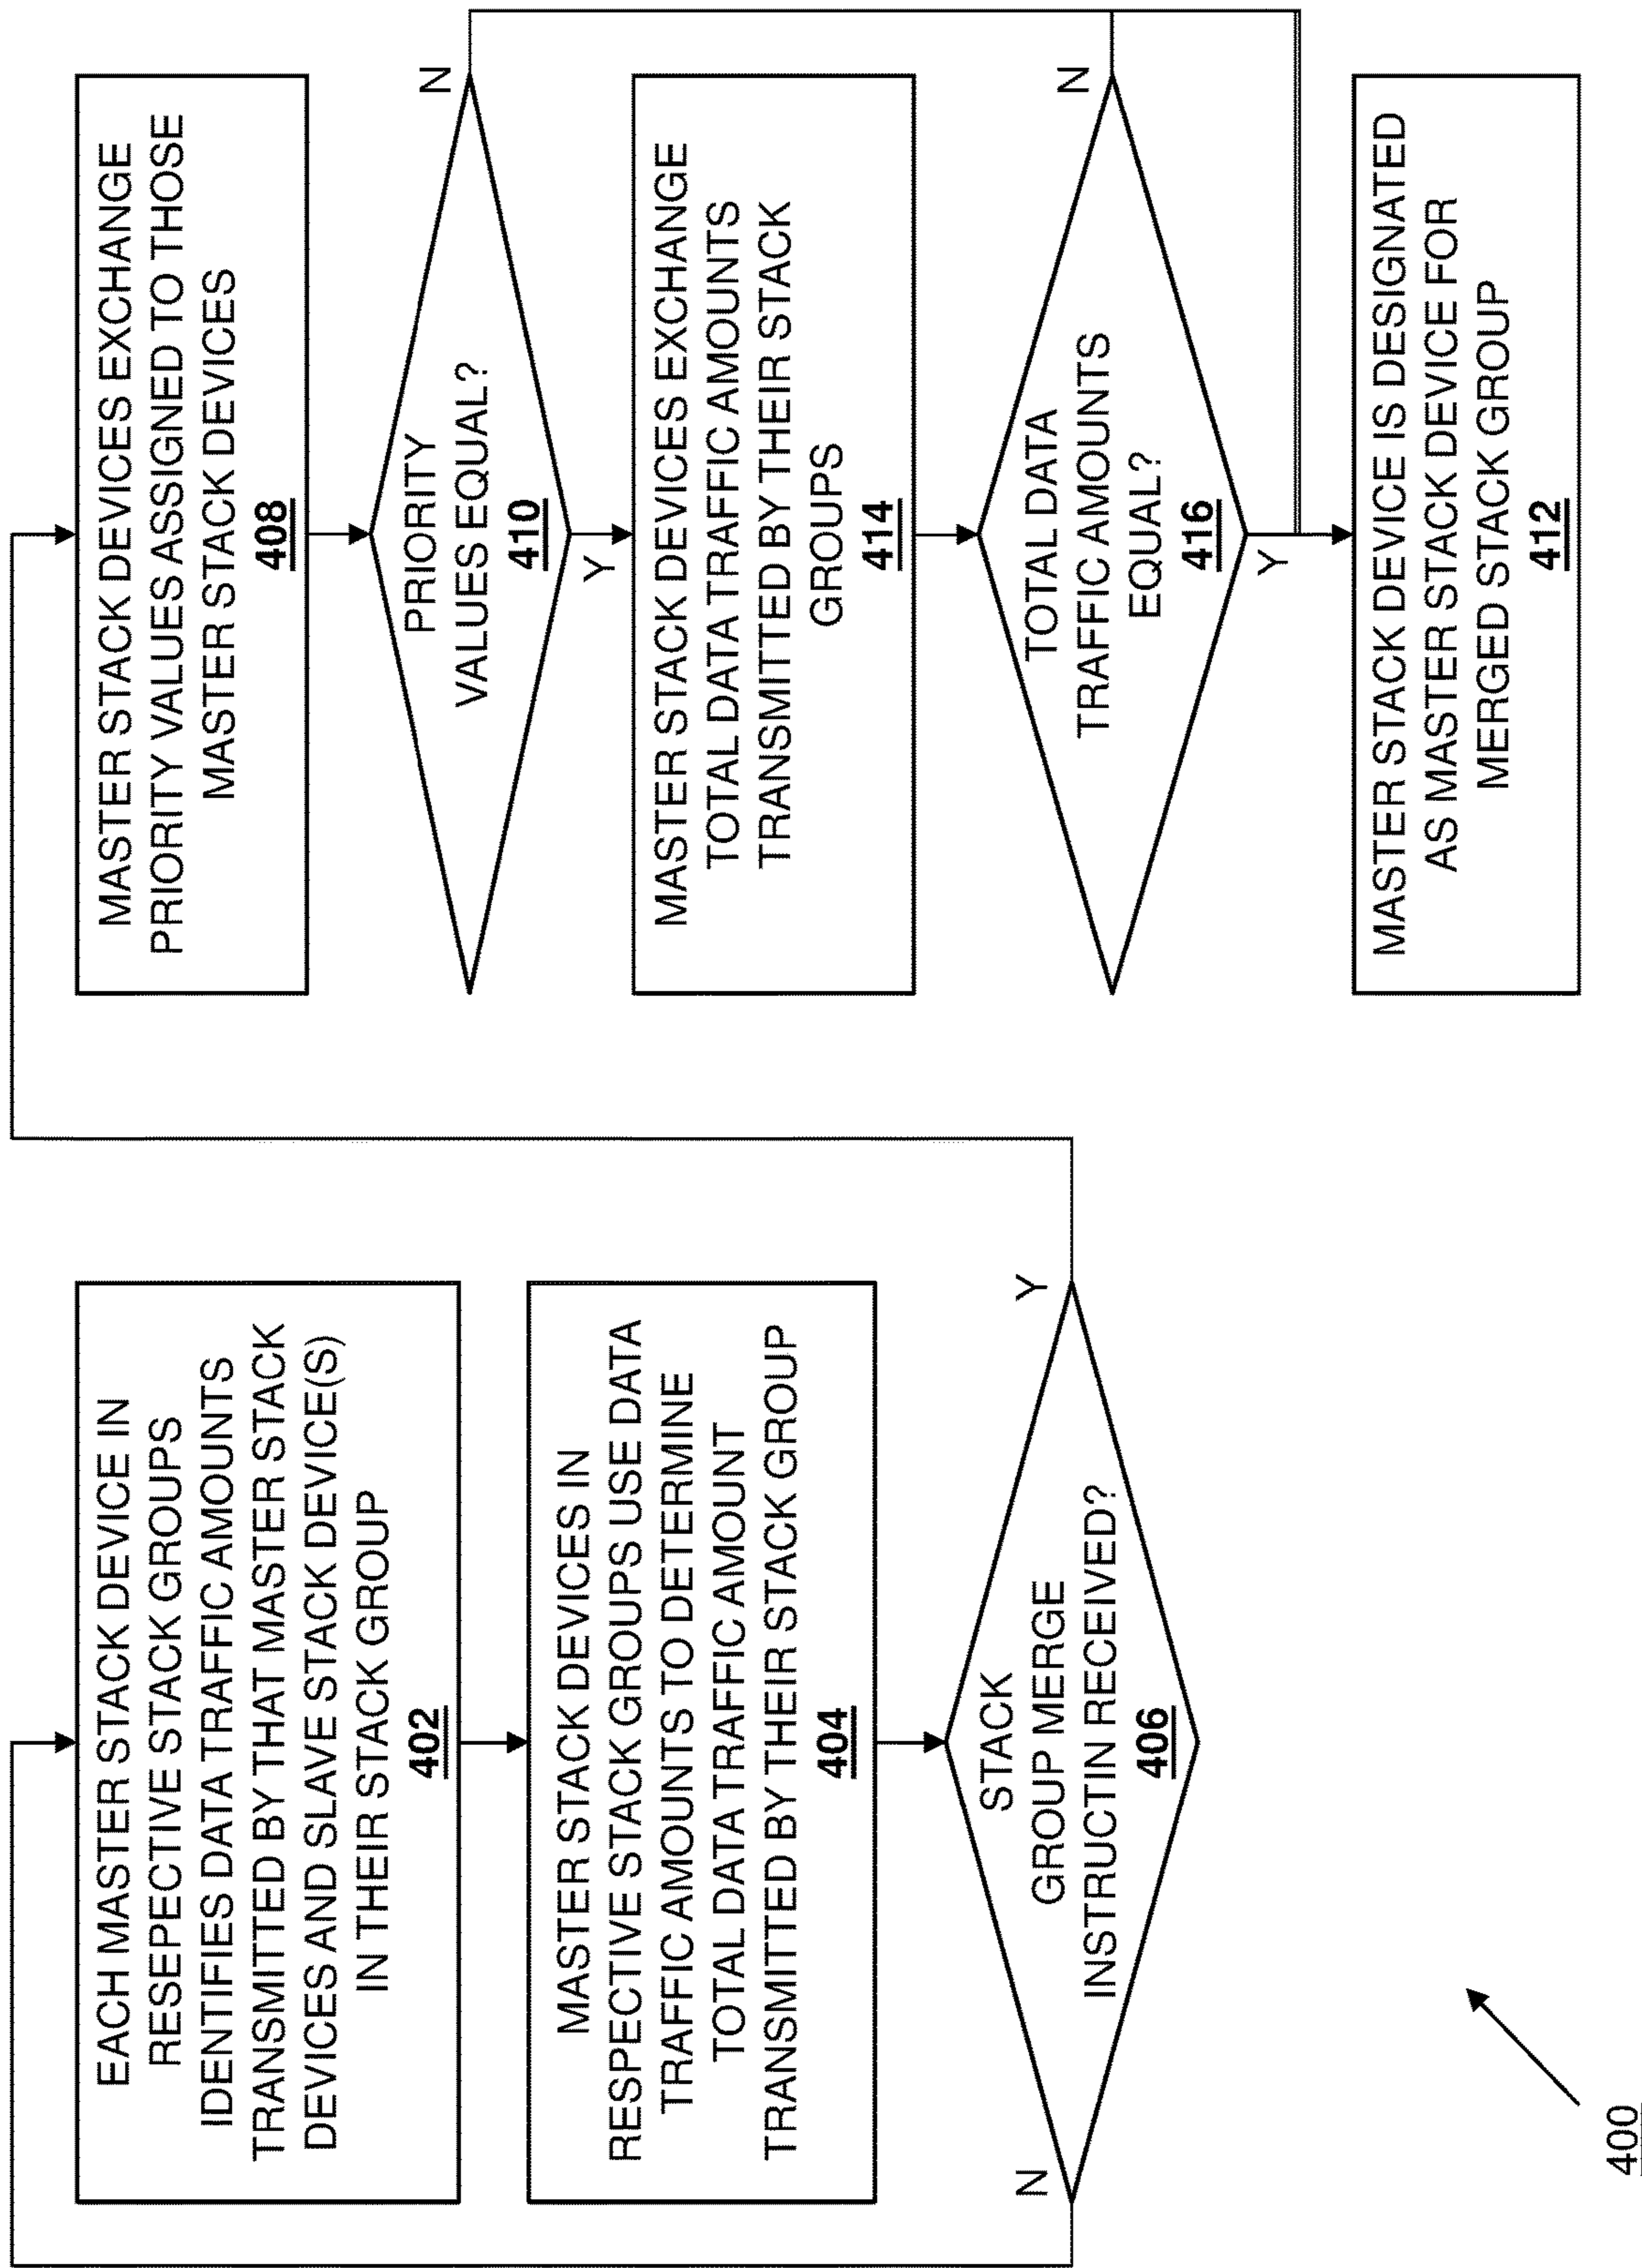 EACH MASTER STACK DEVICE IN
RESEPECTIVE STACK GROUPS
IDENTIFIES DATA TRAFFIC AMOUNTS
TRANSMITTED BY THAT MASTER STACK
DEVICES AND SLAVE STACK DEVICE(S)
IN THEIR STACK GROUP
402
MASTER STACK DEVICES IN
RESPECTIVE STACK GROUPS USE DATA
TRAFFIC AMOUNTS TO DETERMINE
TOTAL DATA TRAFFIC AMOUNT
TRANSMITTED BY THEIR STACK GROUP
404
STACK
GROUP MERGE
INSTRUCTIN RECEIVED?
406
N
Y
MASTER STACK DEVICES EXCHANGE
PRIORITY VALUES ASSIGNED TO THOSE
MASTER STACK DEVICES
408
PRIORITY
VALUES EQUAL?
410
N
Y
MASTER STACK DEVICES EXCHANGE
TOTAL DATA TRAFFIC AMOUNTS
TRANSMITTED BY THEIR STACK
GROUPS
414
TOTAL DATA
TRAFFIC AMOUNTS
EQUAL?
416
N
Y
MASTER STACK DEVICE IS DESIGNATED
AS MASTER STACK DEVICE FOR
MERGED STACK GROUP
412
400